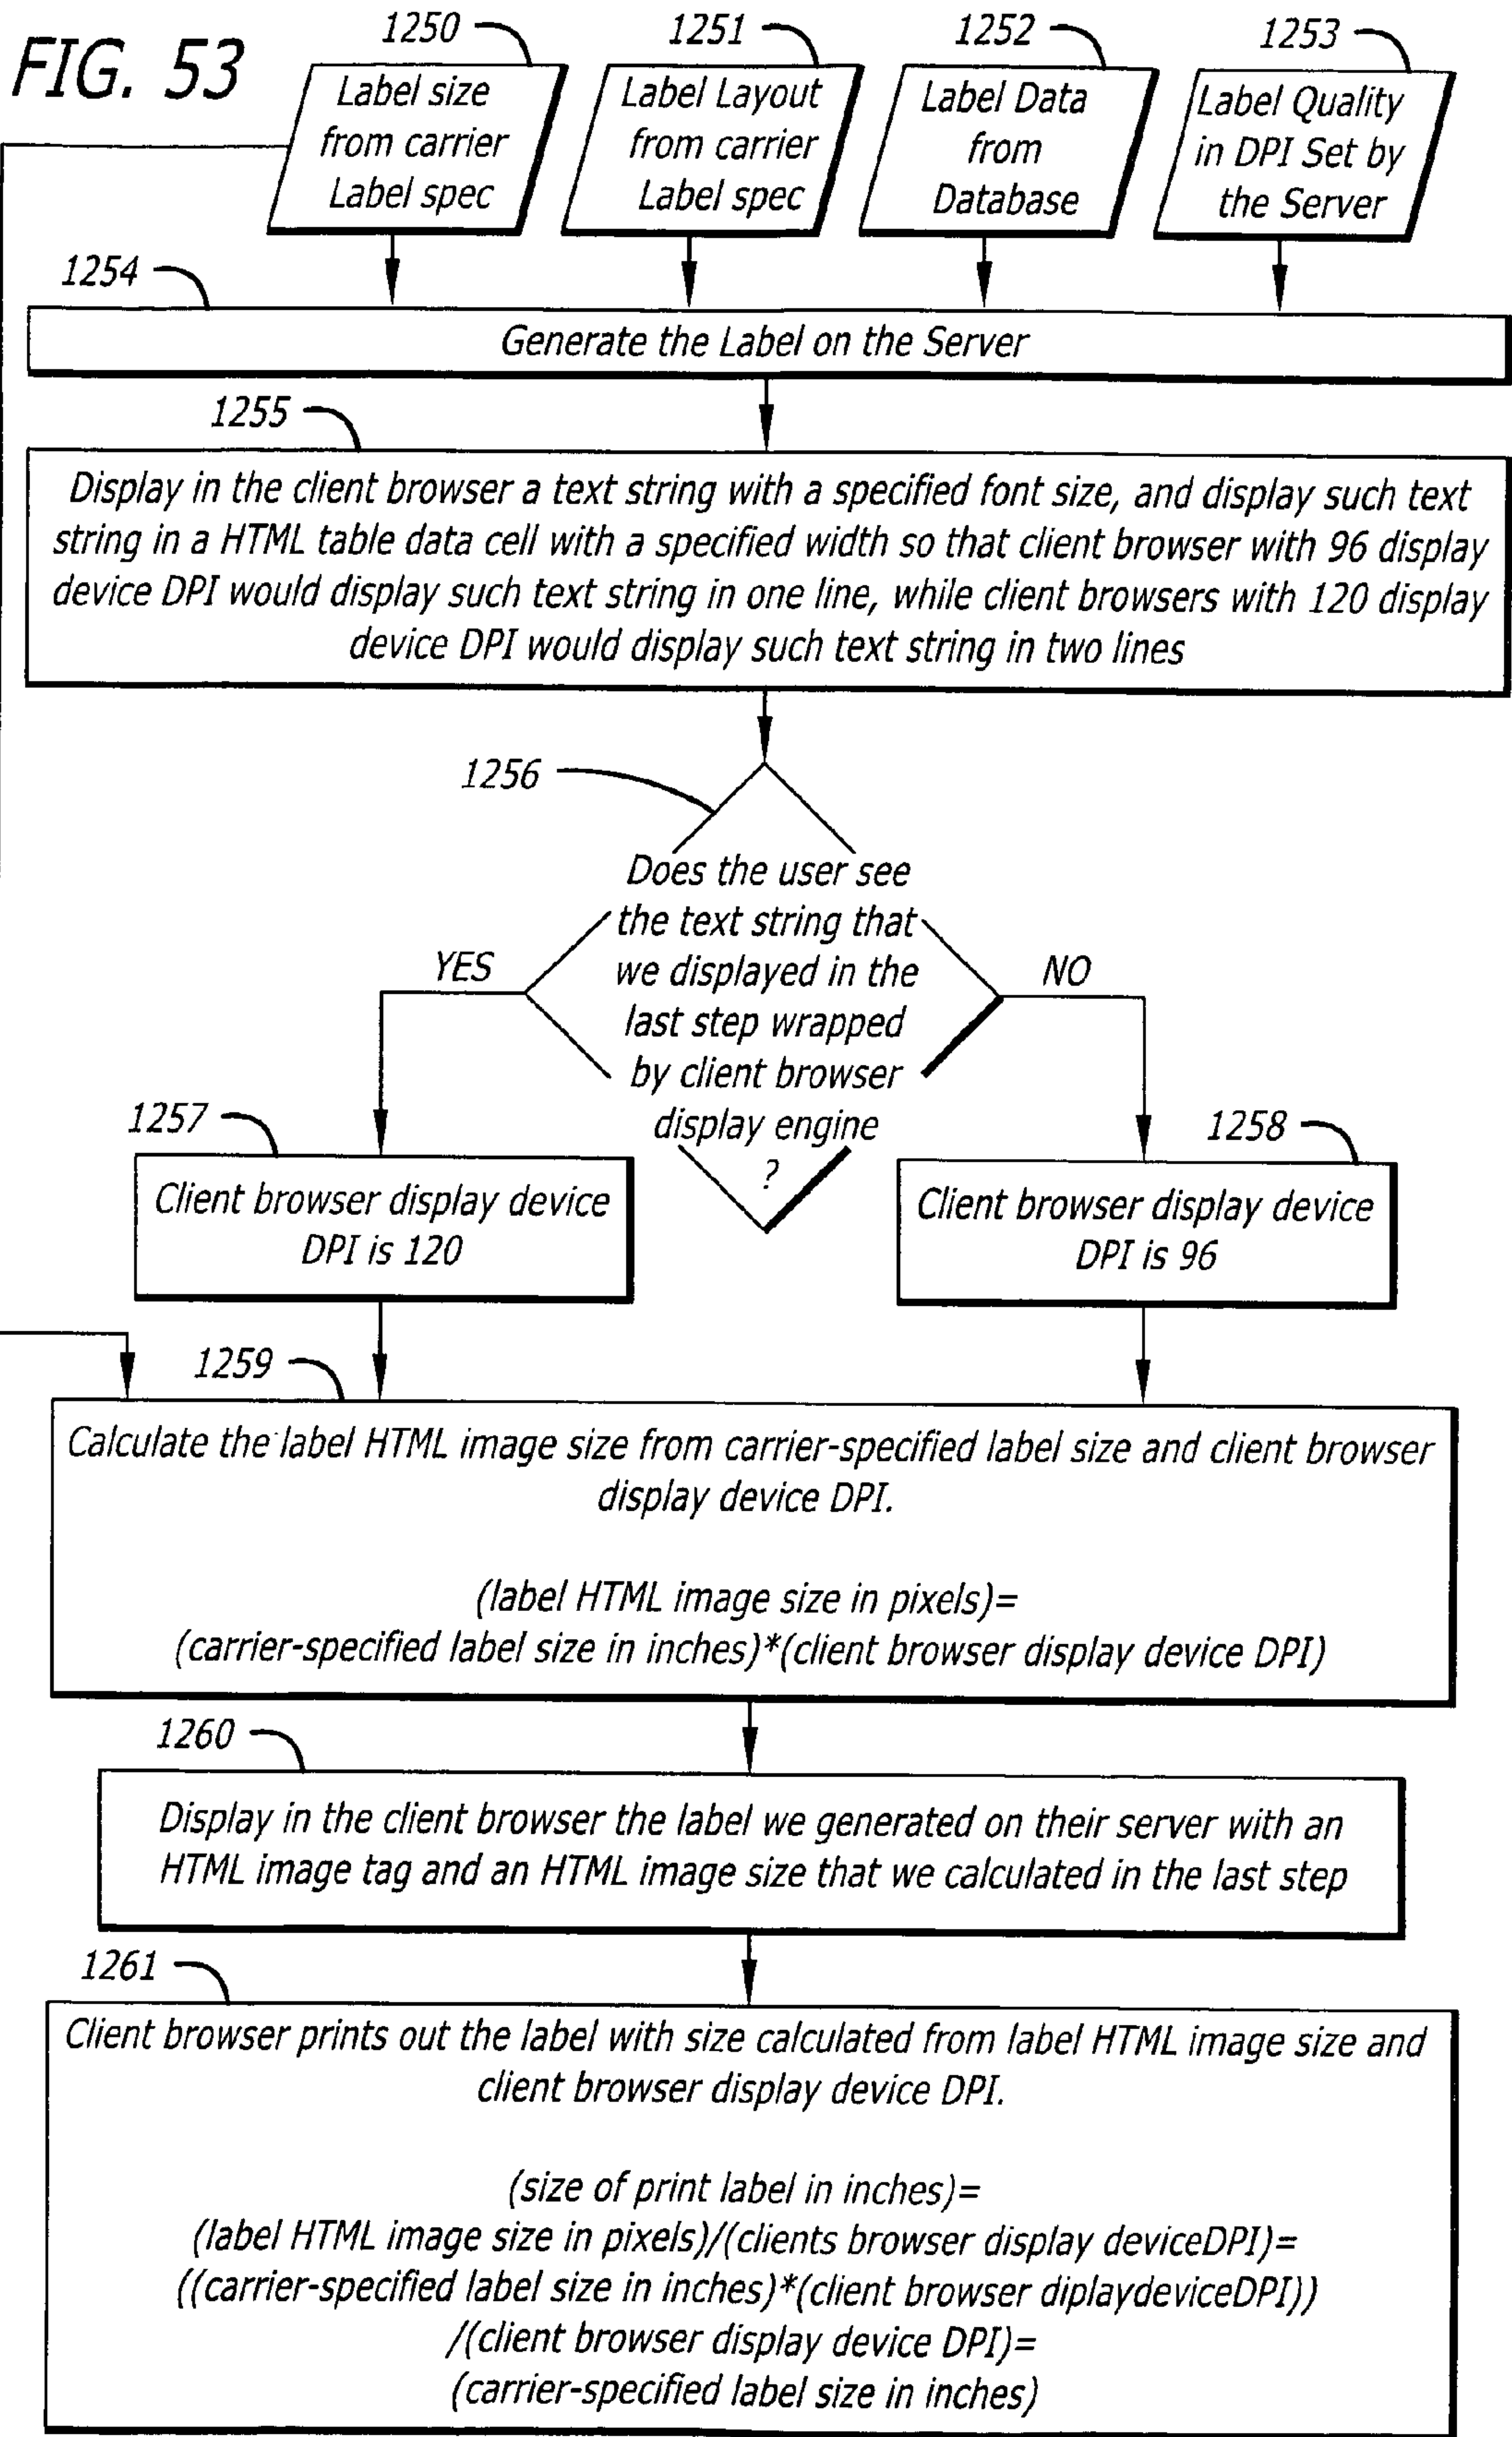 FIG. 53
1250
1251
1252
1253
Label size
from carrier
Label spec
Label Layout
from carrier
Label spec
Label Data
from
Database
Label Quality
in DPI Set by
the Server
1254
Generate the Label on the Server
1255
Display in the client browser a text string with a specified font size, and display such text
string in a HTML table data cell with a specified width so that client browser with 96 display
device DPI would display such text string in one line, while client browsers with 120 display
device DPI would display such text string in two lines
1256
Does the user see
the text string that
we displayed in the
last step wrapped
by client browser
display engine
?
YES
NO
1257
Client browser display device
DPI is 120
1258
Client browser display device
DPI is 96
1259
Calculate the label HTML image size from carrier-specified label size and client browser
display device DPI.
(label HTML image size in pixels)=
(carrier-specified label size in inches)*(client browser display device DPI)
1260
Display in the client browser the label we generated on their server with an
HTML image tag and an HTML image size that we calculated in the last step
1261
Client browser prints out the label with size calculated from label HTML image size and
client browser display device DPI.
(size of print label in inches)=
(label HTML image size in pixels)/(clients browser display deviceDPI)=
((carrier-specified label size in inches)*(client browser diplaydeviceDPI))
/(client browser display device DPI)=
(carrier-specified label size in inches)